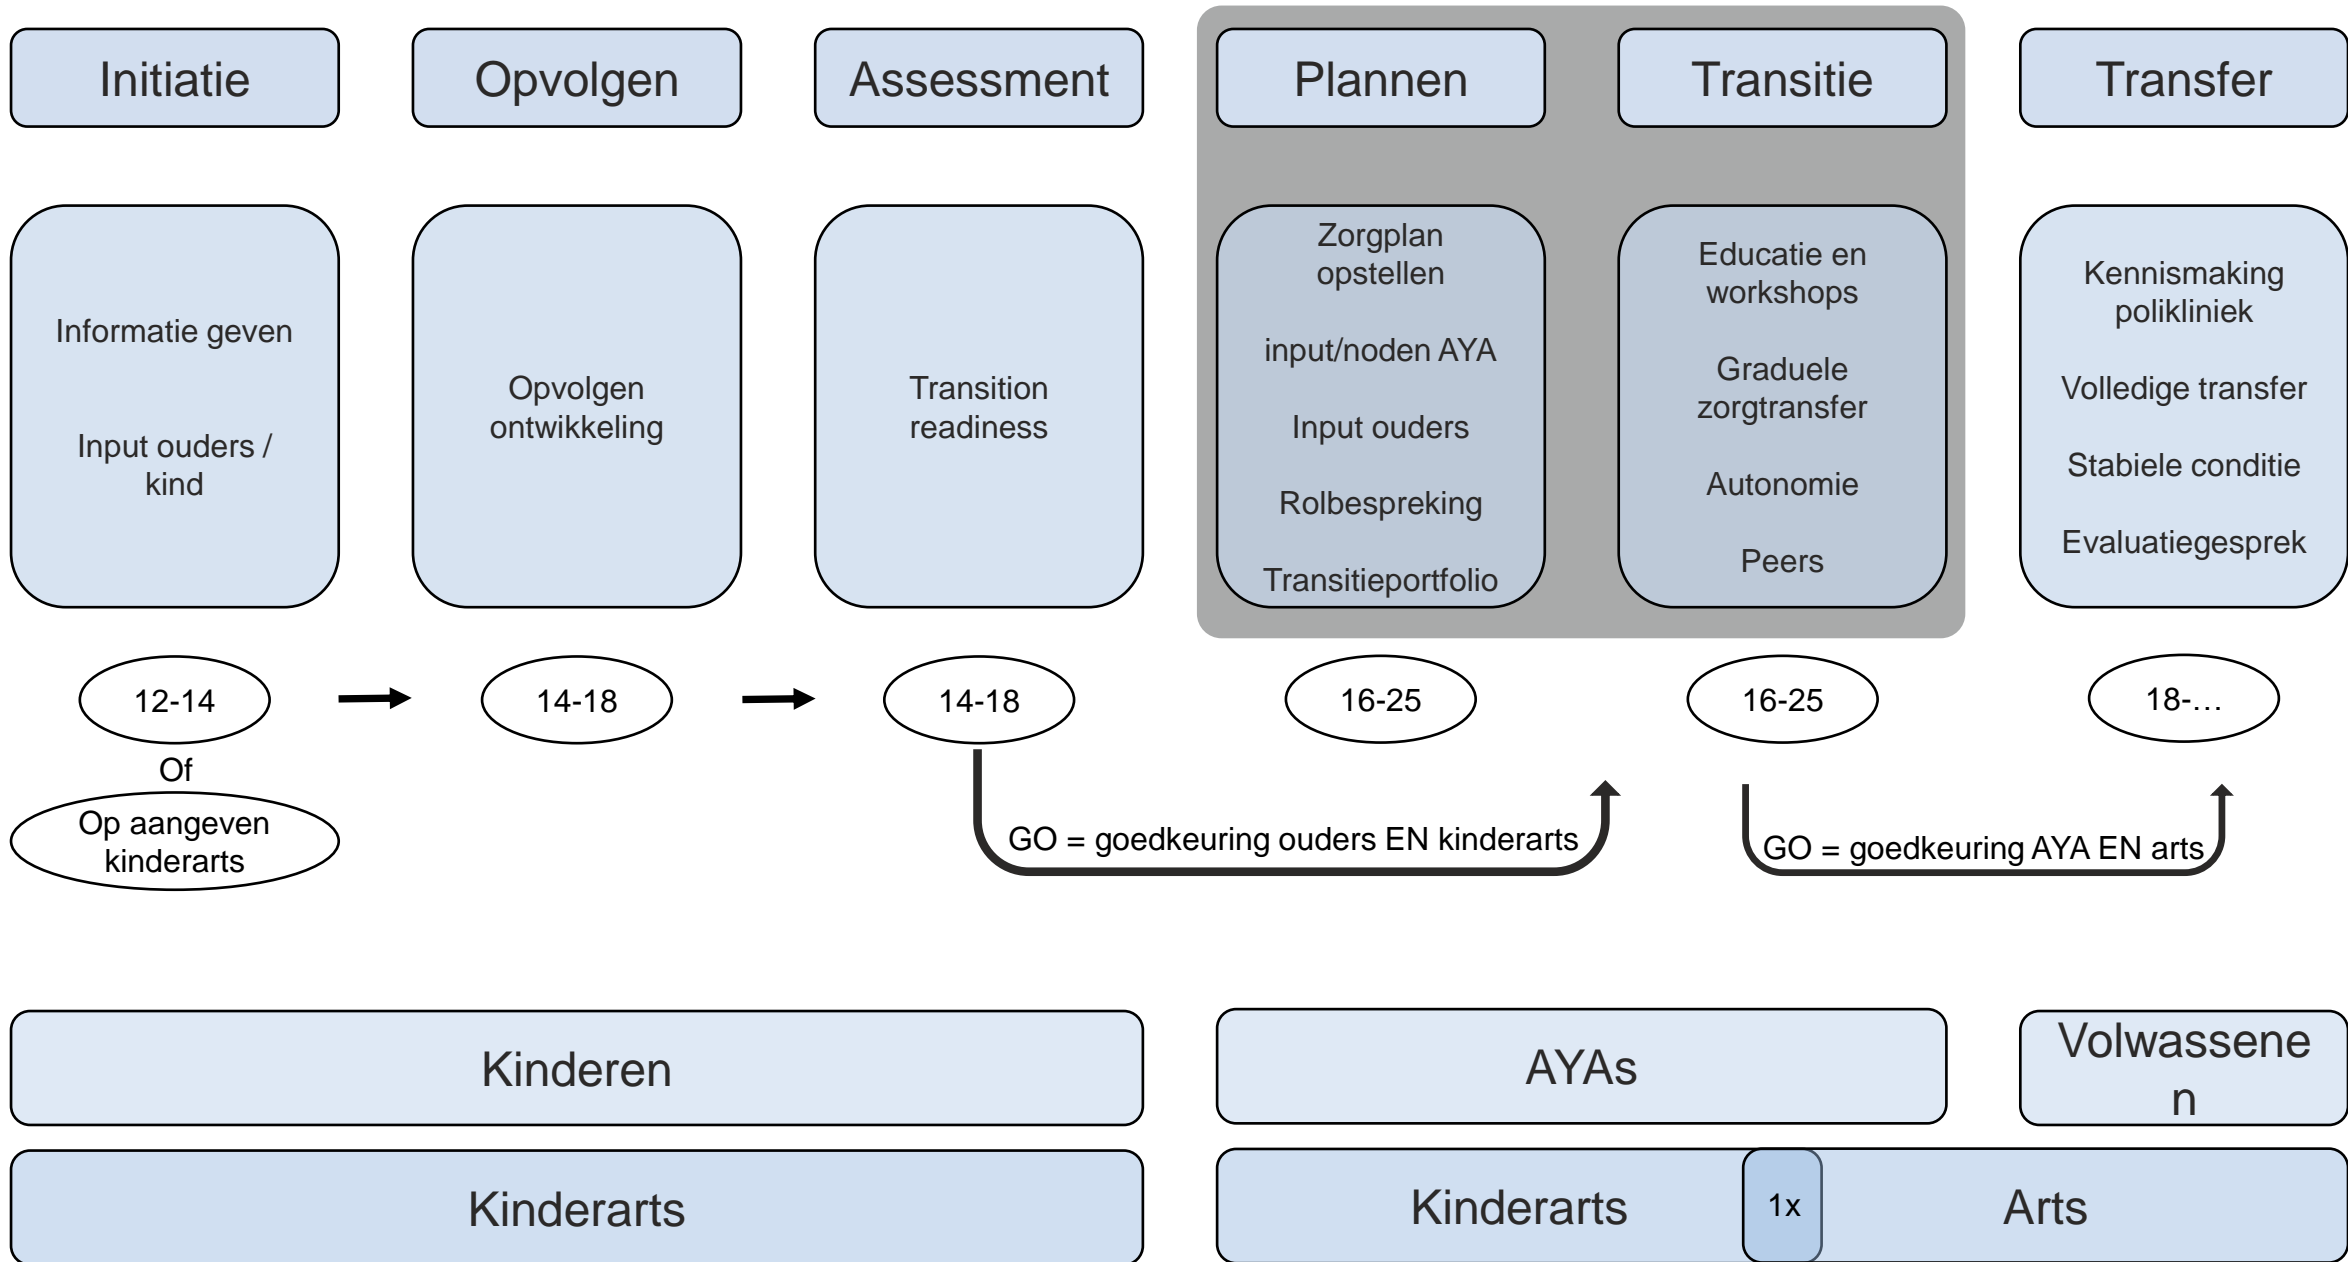 Initiatie
Opvolgen
Assessment
Plannen
Transitie
Transfer
Informatie geven
Input ouders /
kind
Opvolgen
ontwikkeling
Transition
readiness
Zorgplan
opstellen
input/noden AYA
Input ouders
Rolbespreking
Transitieportfolio
Educatie en
workshops
Graduele
zorgtransfer
Autonomie
Peers
Kennismaking
polikliniek
Volledige transfer
Stabiele conditie
Evaluatiegesprek
12-14
14-18
14-18
16-25
16-25
18-…
Of
Op aangeven
kinderarts
GO = goedkeuring ouders EN kinderarts
GO = goedkeuring AYA EN arts
Kinderen
AYAs
Volwassene
n
Kinderarts
Kinderarts
1x
Arts